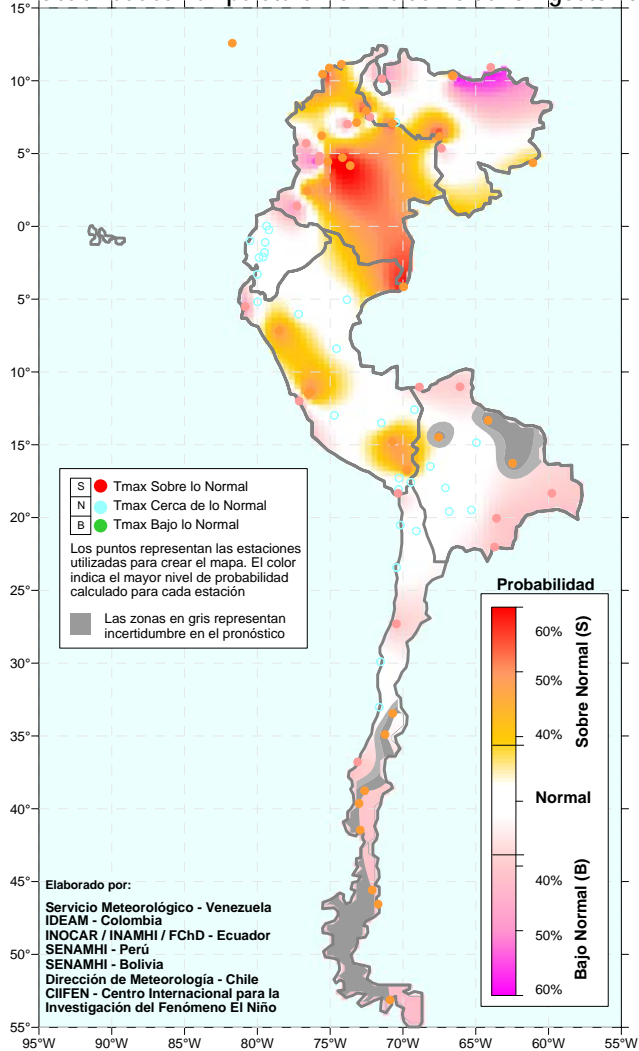 15°
10°
5°
0°
5°
10°
15°
20°
25°
30°
35°
40°
45°
50°
55°
95°W
90°W
85°W
80°W
75°W
70°W
65°W
60°W
55°W
S Tmax Sobre lo Normal
N Tmax Cerca de lo Normal
B Tmax Bajo lo Normal
Los puntos representan las estaciones
utilizadas para crear el mapa. El color
indica el mayor nivel de probabilidad
calculado para cada estación
Las zonas en gris representan
incertidumbre en el pronóstico
Probabilidad
60%
50%
40%
Sobre Normal (S)
Normal
40%
50%
60%
Bajo Normal (B)
Elaborado por:
Servicio Meteorológico - Venezuela
IDEAM - Colombia
INOCAR / INAMHI / FChD - Ecuador
SENAMHI - Perú
SENAMHI - Bolivia
Dirección de Meteorología - Chile
CIIFEN - Centro Internacional para la
Investigación del Fenómeno El Niño